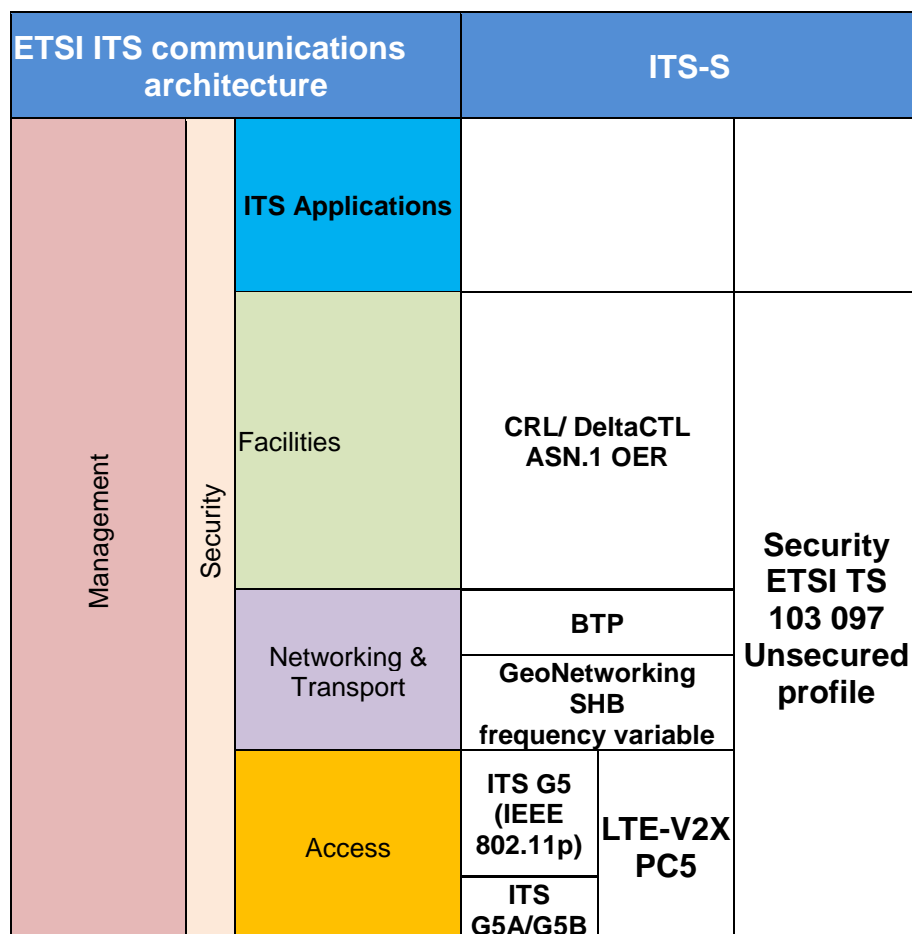 ETSI ITS communications
architecture
ITS-S
Management
Security
ITS Applications
Facilities
CRL/ DeltaCTL
ASN.1 OER
Security
ETSI TS
103 097
Unsecured
profile
Networking &
Transport
BTP
GeoNetworking
SHB
frequency variable
Access
ITS G5
(IEEE
802.11p)
LTE-V2X
PC5
ITS
G5A/G5B